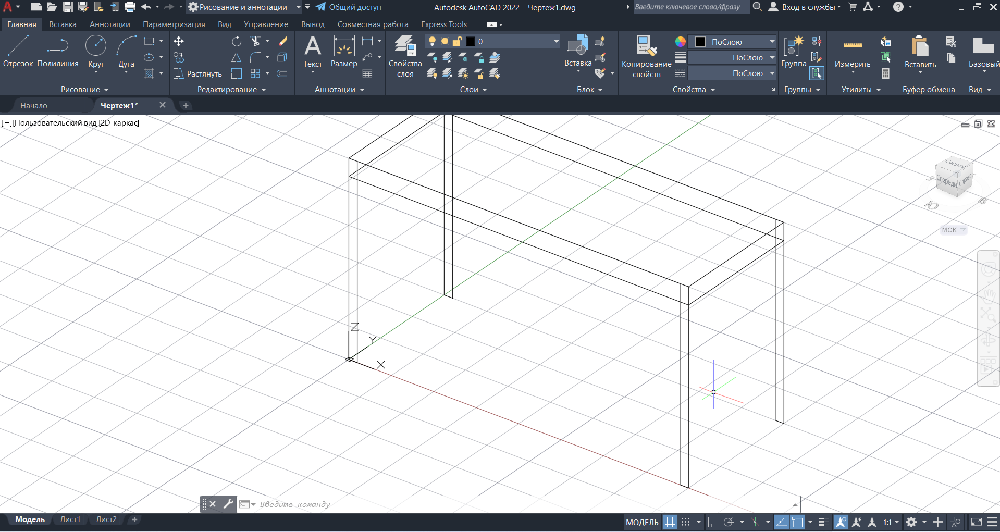 Рисование и аннотации
Общий доступ
Autodesk AutoCAD 2022 Чертеж1.dwg
Введите ключевое слово/фразу
Вход в службы
Главная
Вставка
Аннотации
Параметризация
Вид
Управление
Вывод
Совместная работа
Express Tools
Отрезок
Полилиния
Круг
Дуга
Рисование
Растянуть
Редактирование
Текст
Размер
Аннотации
Свойства слоя
0
Слои
Вставка
Блок
Копирование свойств
ПоСлою
ПоСлою
ПоСлою
Свойства
Группа
Группы
Измерить
Утилиты
Вставить
Буфер обмена
Базовый
Вид
Начало
Чертеж1*
[−][Пользовательский вид][2D-каркас]
Сверху
Спереди
Справа
Ю
В
МСК
Z
Y
X
Введите команду
Модель
Лист1
Лист2
МОДЕЛЬ
1:1